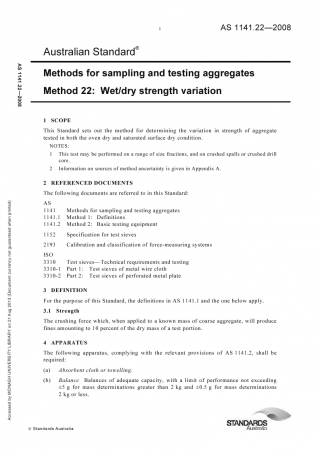 1
AS 1141.22—2008
AS 1141.22—2008
Australian Standard®
Methods for sampling and testing aggregates
Method 22: Wet/dry strength variation
1 SCOPE
This Standard sets out the method for determining the variation in strength of aggregate
tested in both the oven dry and saturated surface dry condition.
NOTES:
1 This test may be performed on a range of size fractions, and on crushed spalls or crushed drill
core.
2 Information on sources of method uncertainty is given in Appendix A.
2 REFERENCED DOCUMENTS
The following documents are referred to in this Standard:
AS
1141 Methods for sampling and testing aggregates
1141.1 Method 1: Definitions
1141.2 Method 2: Basic testing equipment
1152 Specification for test sieves
2193 Calibration and classification of force-measuring systems
ISO
3310 Test sieves—Technical requirements and testing
3310-1 Part 1: Test sieves of metal wire cloth
3310-2 Part 2: Test sieves of perforated metal plate
3 DEFINITION
For the purpose of this Standard, the definitions in AS 1141.1 and the one below apply.
3.1 Strength
The crushing force which, when applied to a known mass of coarse aggregate, will produce
fines amounting to 10 percent of the dry mass of a test portion.
4 APPARATUS
The following apparatus, complying with the relevant provisions of AS 1141.2, shall be
required:
(a) Absorbent cloth or towelling.
(b) Balance Balances of adequate capacity, with a limit of performance not exceeding
±5 g for mass determinations greater than 2 kg and ±0.5 g for mass determinations
2 kg or less.
Accessed by MONASH UNIVERSITY LIBRARY on 21 Aug 2012 (Document currency not guaranteed when printed)
© Standards Australia
STANDARDS
Australia